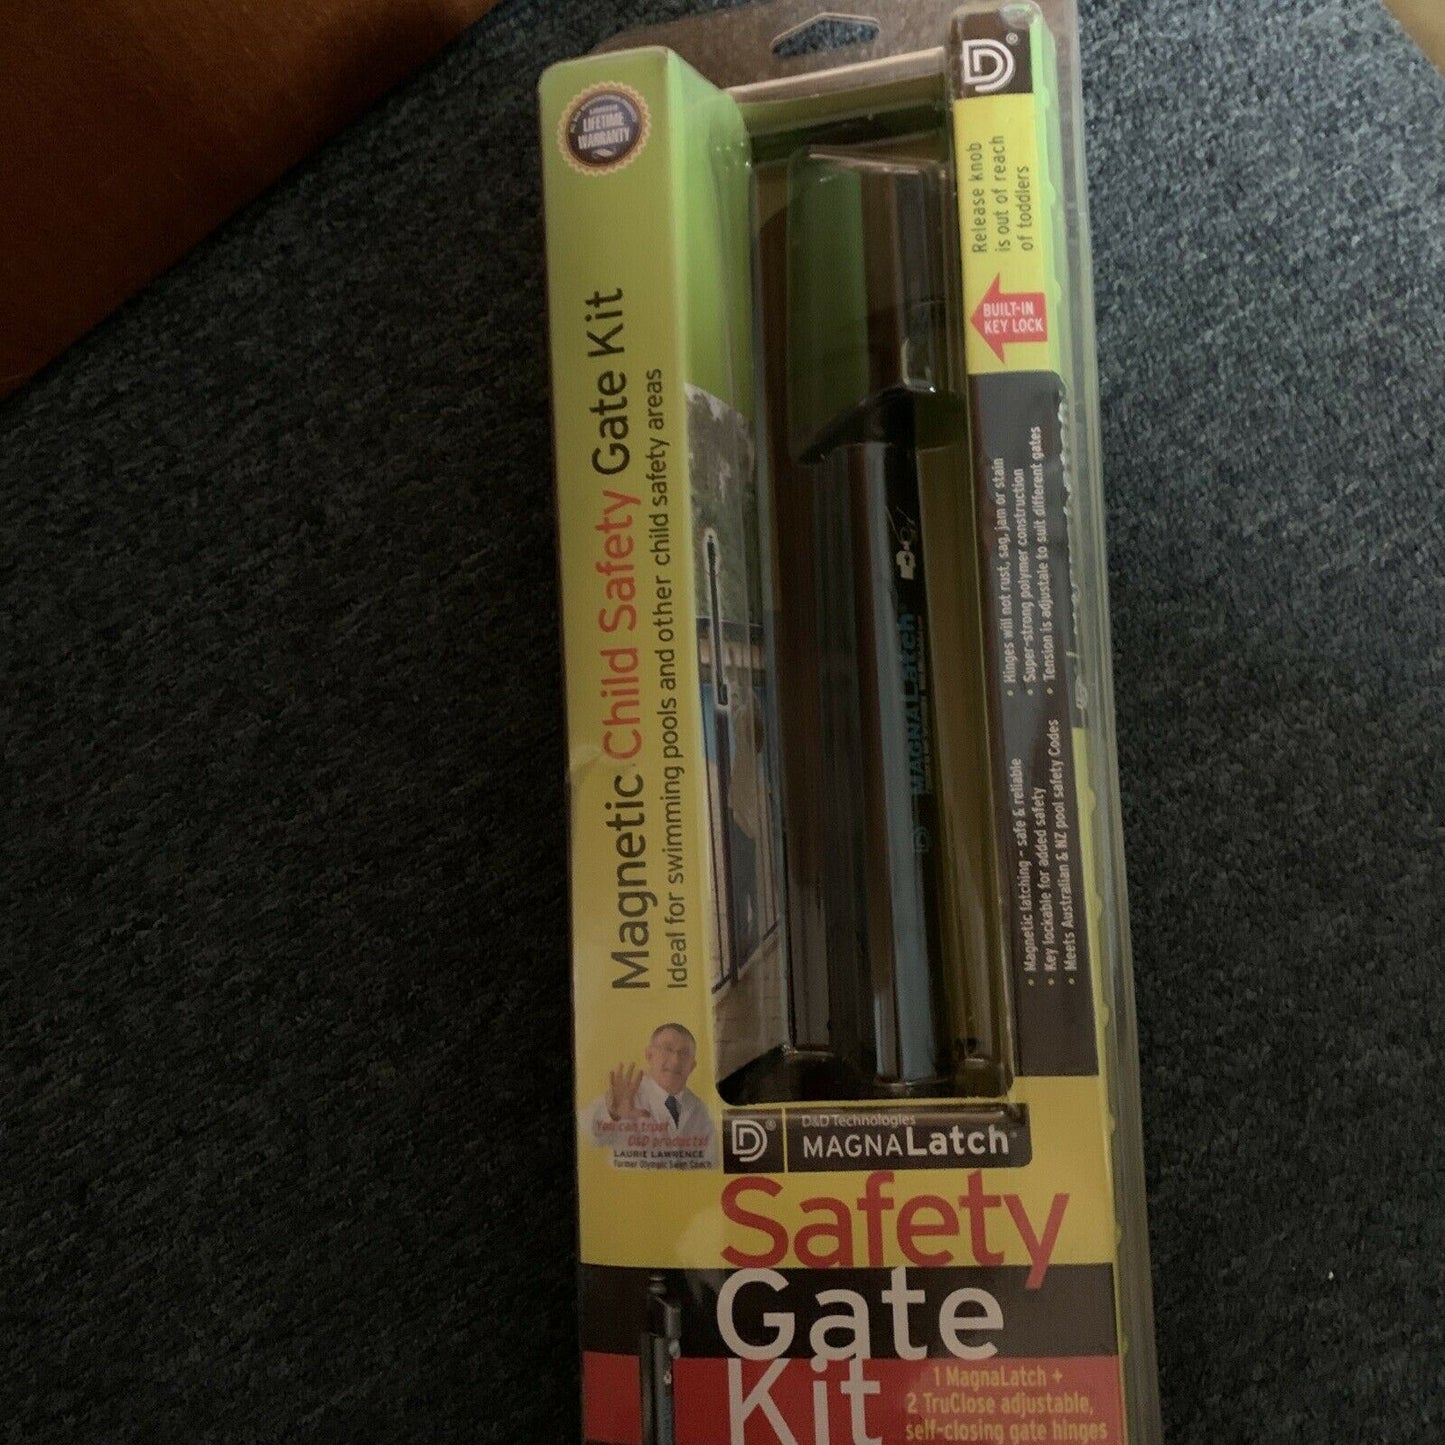 LIFETIME
WARRANTY
Magnetic Child Safety Gate Kit
Ideal for swimming pools and other child safety areas
You can trust
D&D products!
LAURIE LAWRENCE
Former Olympic Swim Coach
D®
Release knob
is out of reach
of toddlers
BUILT-IN
KEY LOCK
• Hinges will not rust, sag, jam or stain
• Super-strong polymer construction
• Tension is adjustale to suit different gates
• Magnetic latching - safe & reliable
• Key lockable for added safety
• Meets Australian & NZ pool safety Codes
MAGNALatch
D®
D&D Technologies
MAGNALatch®
Safety
Gate
Kit
1 MagnaLatch +
2 TruClose adjustable,
self-closing gate hinges